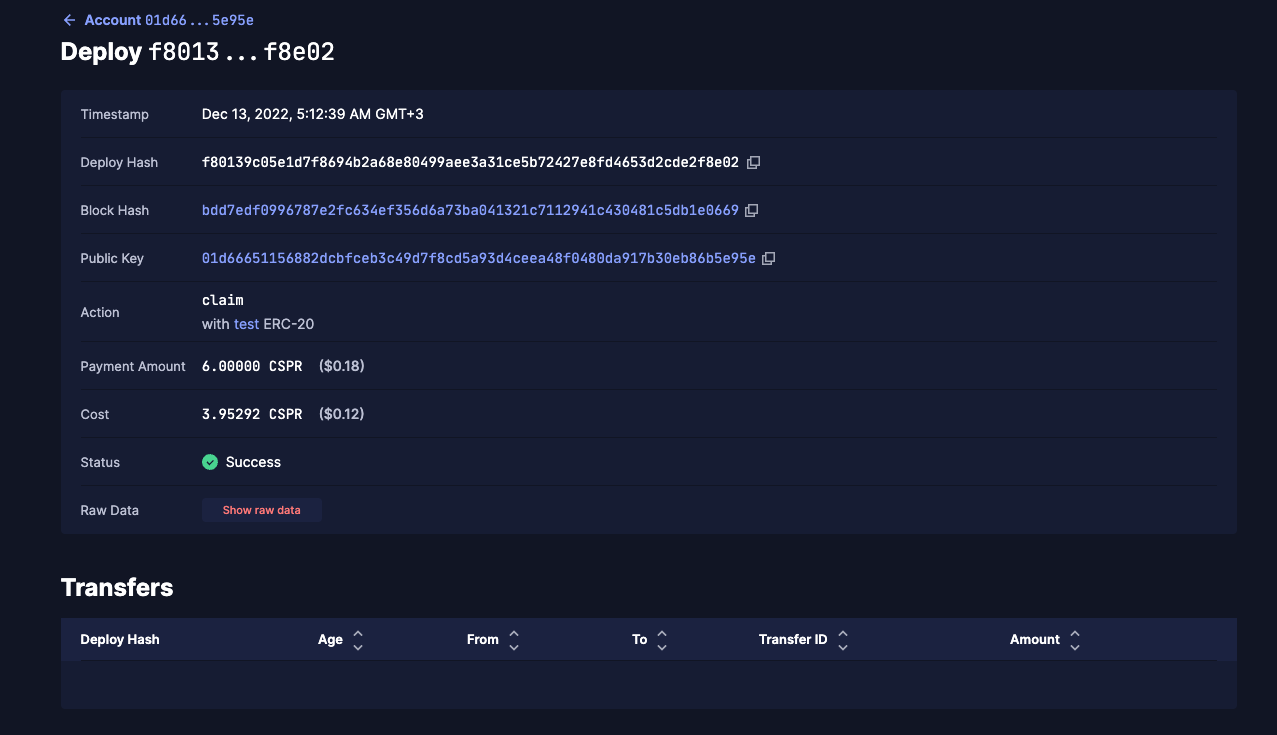 Account 01d66...5e95e
Deploy f8013...f8e02
Timestamp Dec 13, 2022, 5:12:39 AM GMT+3
Deploy Hash f80139c05e1d7f8694b2a68e80499aee3a31ce5b72427e8fd4653d2cde2f8e02
Block Hash bdd7edf0996787e2fc634ef356d6a73ba041321c7112941c430481c5db1e0669
Public Key 01d66651156882dcbfceb3c49d7f8cd5a93d4ceea48f0480da917b30eb86b5e95e
Action claim
with test ERC-20
Payment Amount 6.00000 CSPR ($0.18)
Cost 3.95292 CSPR ($0.12)
Status Success
Raw Data Show raw data
Transfers
Deploy Hash Age From To Transfer ID Amount